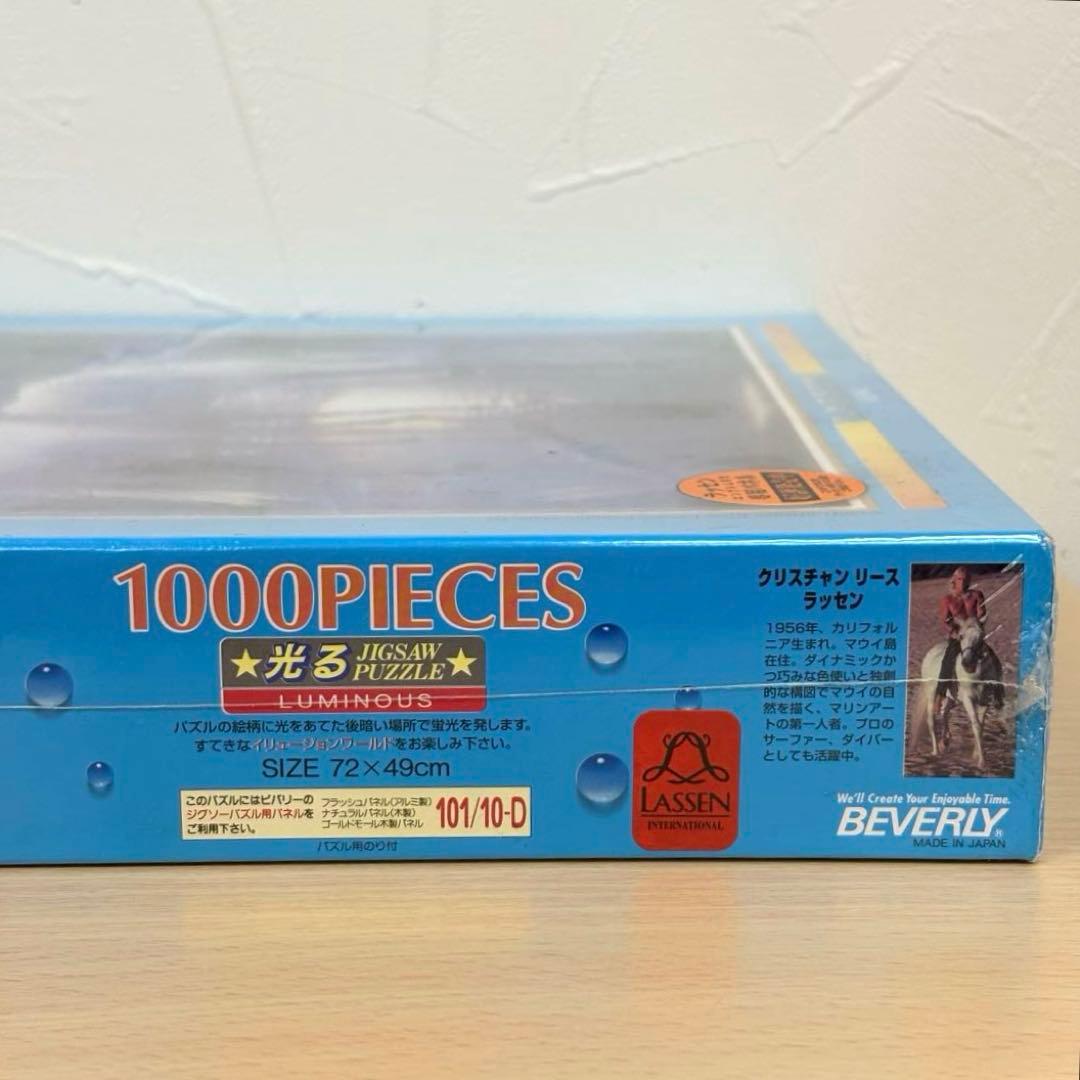 1000PIECES
★光る JIGSAW PUZZLE★
LUMINOUS
パズルの絵柄に光をあてた後暗い場所で蛍光を発します。
すてきなイリュージョンワールドをお楽しみ下さい。
SIZE 72×49cm
このパズルにはビバリーの
ジグソーパズル用パネルを
ご利用下さい。
フラッシュパネル(アルミ製)
ナチュラルパネル(木製)
ゴールドモール木製パネル
101/10-D
パズル用のり付
LASSEN
INTERNATIONAL
クリスチャン リース
ラッセン
1956年、カリフォル
ニア生まれ。マウイ島
在住。ダイナミックか
つ巧みな色使いと独創
的な構図でマウイの自
然を描く、マリンアー
トの第一人者。プロの
サーファー、ダイバー
としても活躍中。
We'll Create Your Enjoyable Time.
BEVERLY®
MADE IN JAPAN